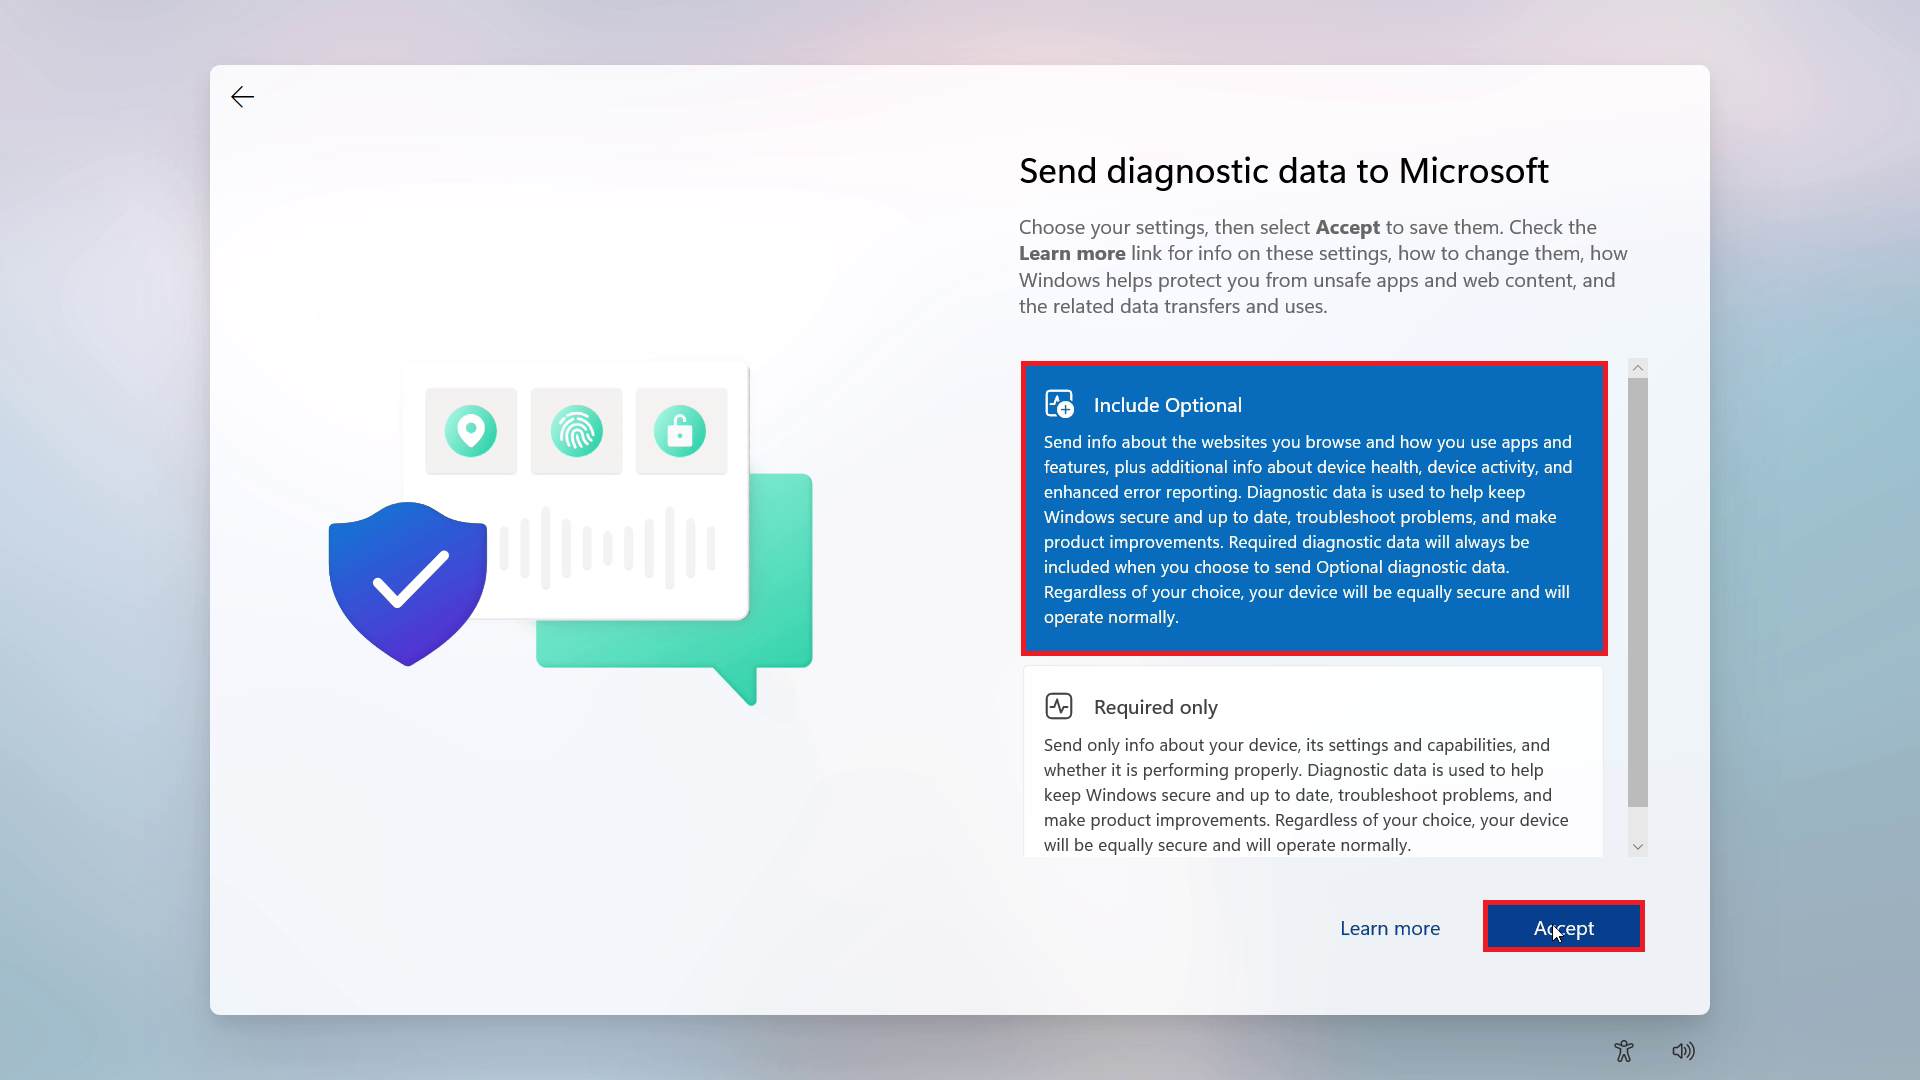 Send diagnostic data to Microsoft
Choose your settings, then select Accept to save them. Check the
Learn more link for info on these settings, how to change them, how
Windows helps protect you from unsafe apps and web content, and
the related data transfers and uses.
Include Optional
Send info about the websites you browse and how you use apps and
features, plus additional info about device health, device activity, and
enhanced error reporting. Diagnostic data is used to help keep
Windows secure and up to date, troubleshoot problems, and make
product improvements. Required diagnostic data will always be
included when you choose to send Optional diagnostic data.
Regardless of your choice, your device will be equally secure and will
operate normally.
Required only
Send only info about your device, its settings and capabilities, and
whether it is performing properly. Diagnostic data is used to help
keep Windows secure and up to date, troubleshoot problems, and
make product improvements. Regardless of your choice, your device
will be equally secure and will operate normally.
Learn more
Accept